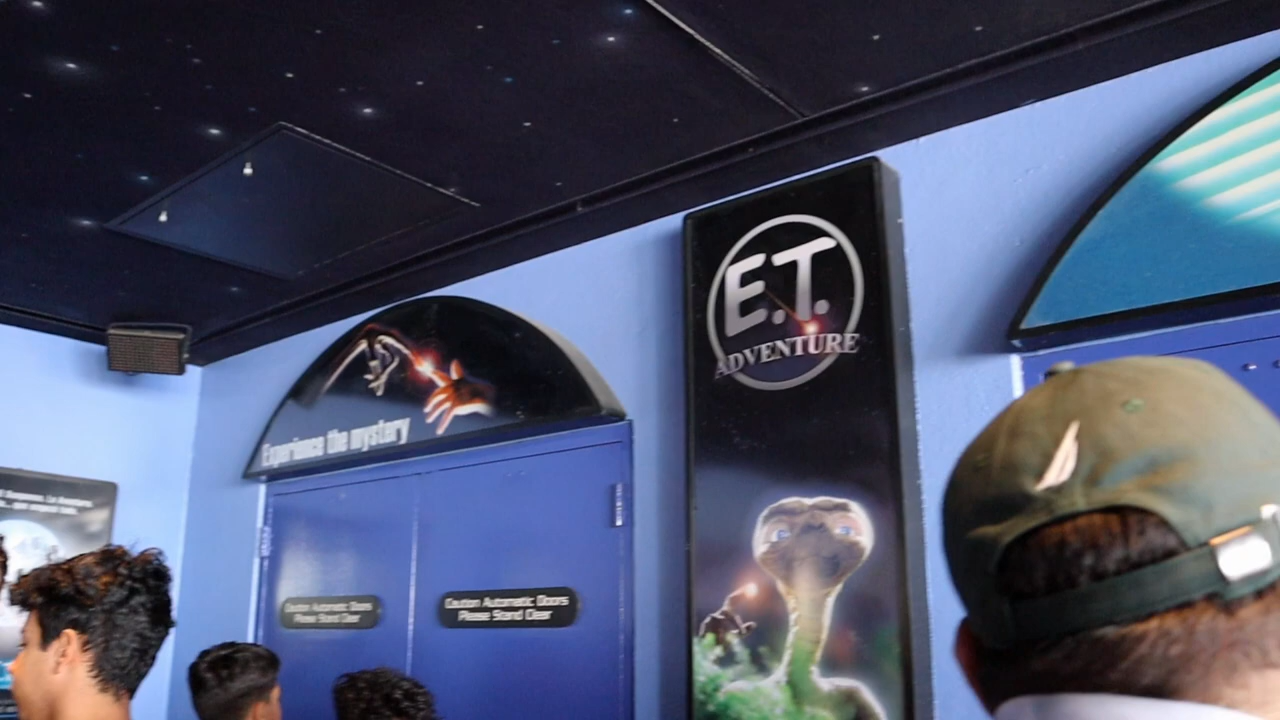 E.T.
ADVENTURE
Experience the mystery
Caution Automatic Doors
Please Stand Clear
Caution Automatic Doors
Please Stand Clear